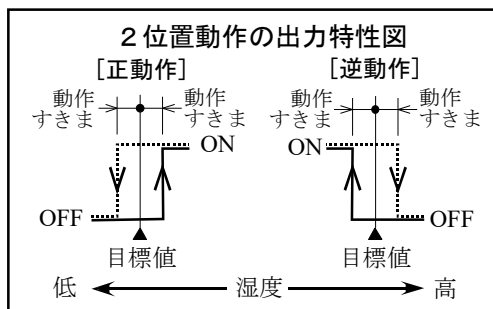 2位置動作の出力特性図
[正動作] [逆動作]
動作 動作 動作 動作
すきま すきま すきま すきま
ON ON
OFF OFF
目標値 目標値
低 湿度 高